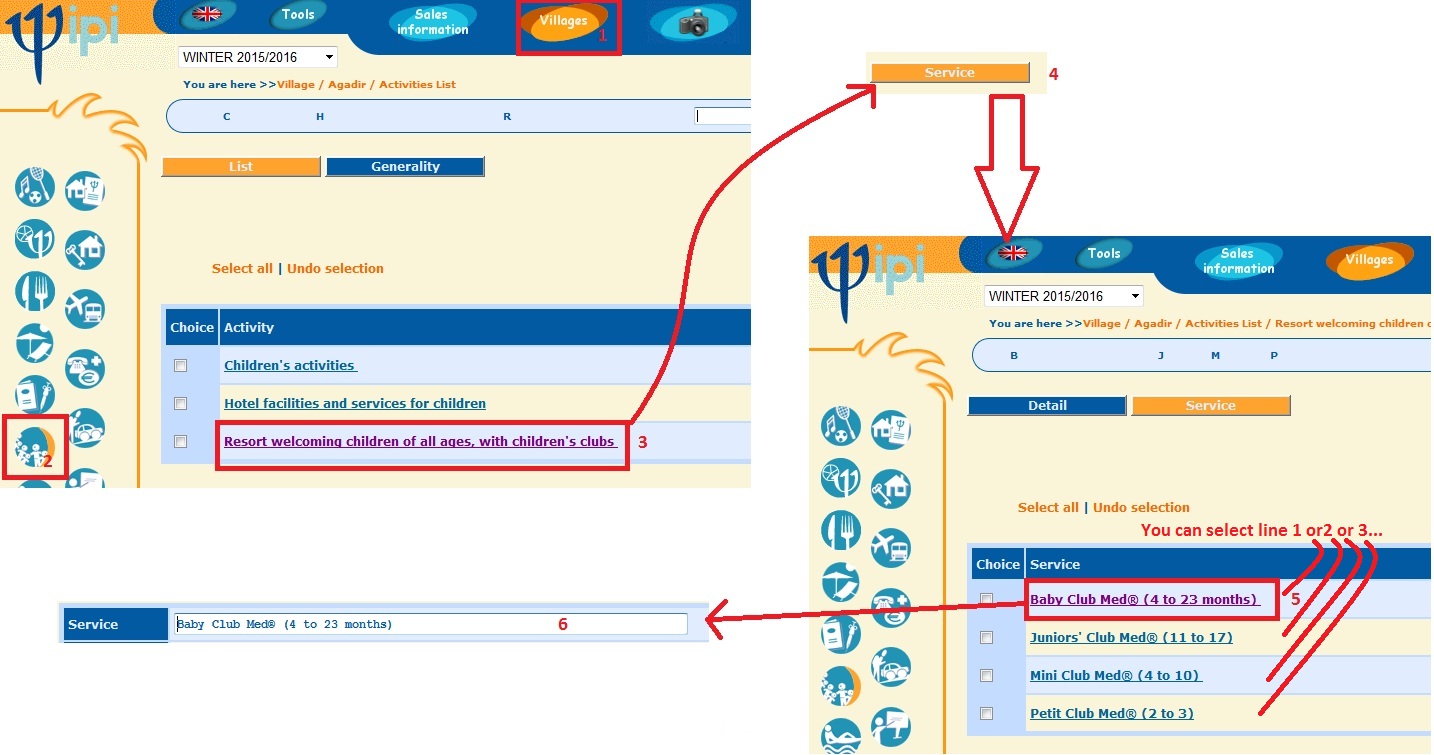 ipi
Tools
Sales
information
Villages
1
WINTER 2015/2016
You are here >>Village / Agadir / Activities List
C H R
List
Generality
Select all | Undo selection
Choice Activity
Children's activities
Hotel facilities and services for children
Resort welcoming children of all ages, with children's clubs
3
2
Service
4
ipi
Tools
Sales
information
Villages
WINTER 2015/2016
You are here >>Village / Agadir / Activities List / Resort welcoming children
B J M P
Detail
Service
Select all | Undo selection
You can select line 1 or2 or 3...
Choice Service
Baby Club Med® (4 to 23 months)
5
Juniors' Club Med® (11 to 17)
Mini Club Med® (4 to 10)
Petit Club Med® (2 to 3)
Service
Baby Club Med® (4 to 23 months)
6